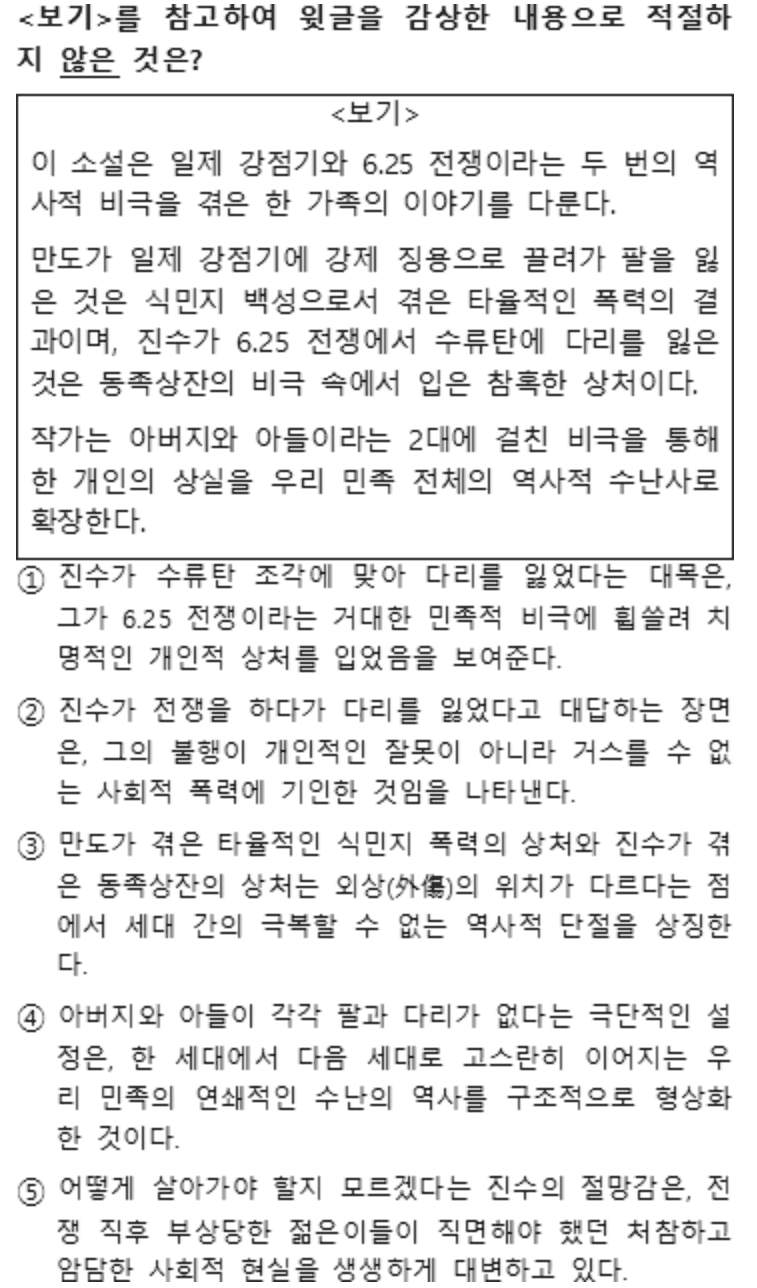 <보기>를 참고하여 윗글을 감상한 내용으로 적절하
지 않은 것은?
<보기>
이 소설은 일제 강점기와 6.25 전쟁이라는 두 번의 역
사적 비극을 겪은 한 가족의 이야기를 다룬다.
만도가 일제 강점기에 강제 징용으로 끌려가 팔을 잃
은 것은 식민지 백성으로서 겪은 타율적인 폭력의 결
과이며, 진수가 6.25 전쟁에서 수류탄에 다리를 잃은
것은 동족상잔의 비극 속에서 입은 참혹한 상처이다.
작가는 아버지와 아들이라는 2대에 걸친 비극을 통해
한 개인의 상실을 우리 민족 전체의 역사적 수난사로
확장한다.
① 진수가 수류탄 조각에 맞아 다리를 잃었다는 대목은,
그가 6.25 전쟁이라는 거대한 민족적 비극에 휩쓸려 치
명적인 개인적 상처를 입었음을 보여준다.
② 진수가 전쟁을 하다가 다리를 잃었다고 대답하는 장면
은, 그의 불행이 개인적인 잘못이 아니라 거스를 수 없
는 사회적 폭력에 기인한 것임을 나타낸다.
③ 만도가 겪은 타율적인 식민지 폭력의 상처와 진수가 겪
은 동족상잔의 상처는 외상(外傷)의 위치가 다르다는 점
에서 세대 간의 극복할 수 없는 역사적 단절을 상징한
다.
④ 아버지와 아들이 각각 팔과 다리가 없다는 극단적인 설
정은, 한 세대에서 다음 세대로 고스란히 이어지는 우
리 민족의 연쇄적인 수난의 역사를 구조적으로 형상화
한 것이다.
⑤ 어떻게 살아가야 할지 모르겠다는 진수의 절망감은, 전
쟁 직후 부상당한 젊은이들이 직면해야 했던 처참하고
암담한 사회적 현실을 생생하게 대변하고 있다.